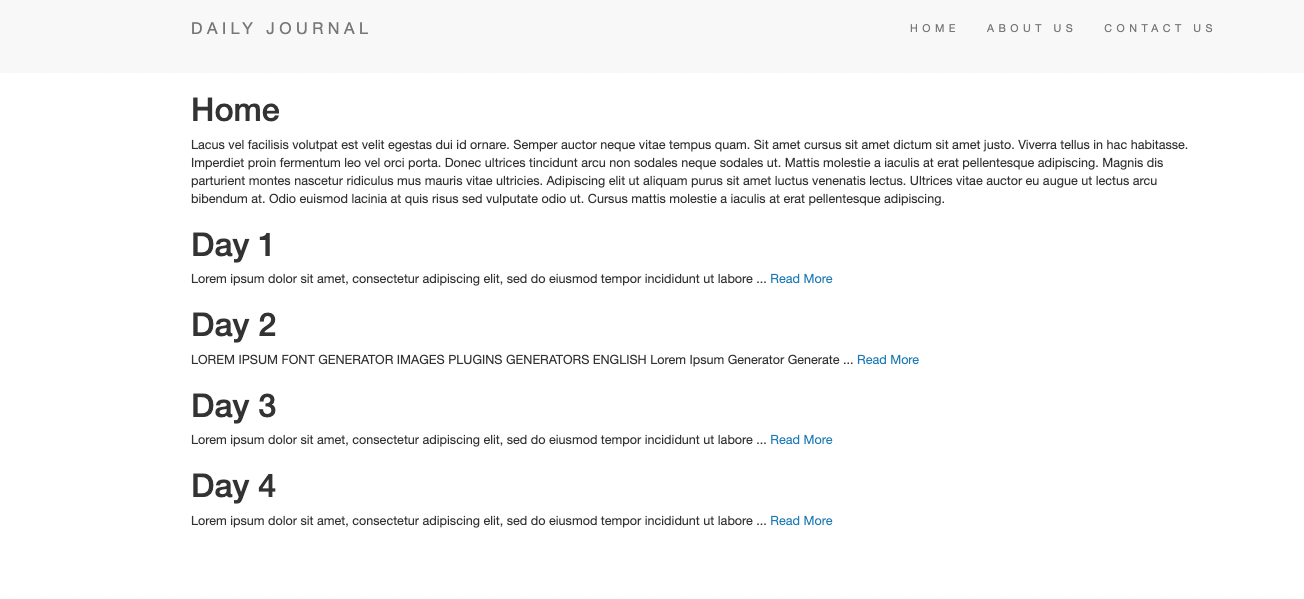 DAILY JOURNAL
HOME ABOUT US CONTACT US
Home
Lacus vel facilisis volutpat est velit egestas dui id ornare. Semper auctor neque vitae tempus quam. Sit amet cursus sit amet dictum sit amet justo. Viverra tellus in hac habitasse.
Imperdiet proin fermentum leo vel orci porta. Donec ultrices tincidunt arcu non sodales neque sodales ut. Mattis molestie a iaculis at erat pellentesque adipiscing. Magnis dis
parturient montes nascetur ridiculus mus mauris vitae ultricies. Adipiscing elit ut aliquam purus sit amet luctus venenatis lectus. Ultrices vitae auctor eu augue ut lectus arcu
bibendum at. Odio euismod lacinia at quis risus sed vulputate odio ut. Cursus mattis molestie a iaculis at erat pellentesque adipiscing.
Day 1
Lorem ipsum dolor sit amet, consectetur adipiscing elit, sed do eiusmod tempor incididunt ut labore ... Read More
Day 2
LOREM IPSUM FONT GENERATOR IMAGES PLUGINS GENERATORS ENGLISH Lorem Ipsum Generator Generate ... Read More
Day 3
Lorem ipsum dolor sit amet, consectetur adipiscing elit, sed do eiusmod tempor incididunt ut labore ... Read More
Day 4
Lorem ipsum dolor sit amet, consectetur adipiscing elit, sed do eiusmod tempor incididunt ut labore ... Read More